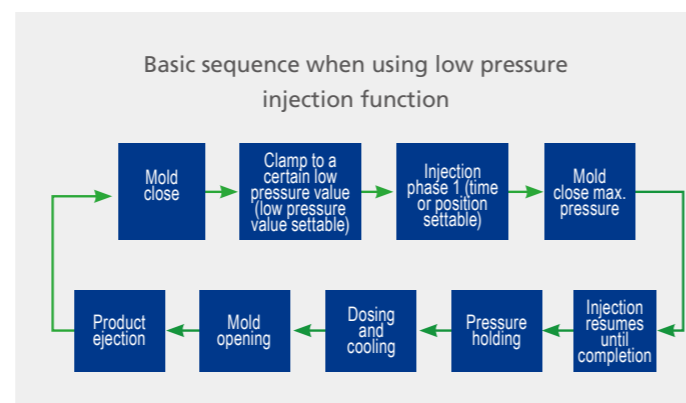 Basic sequence when using low pressure
injection function
Mold
close
Clamp to a
certain low
pressure value
(low pressure
value settable)
Injection
phase 1 (time
or position
settable)
Mold
close max.
pressure
Injection
resumes
until
completion
Pressure
holding
Dosing
and
cooling
Mold
opening
Product
ejection